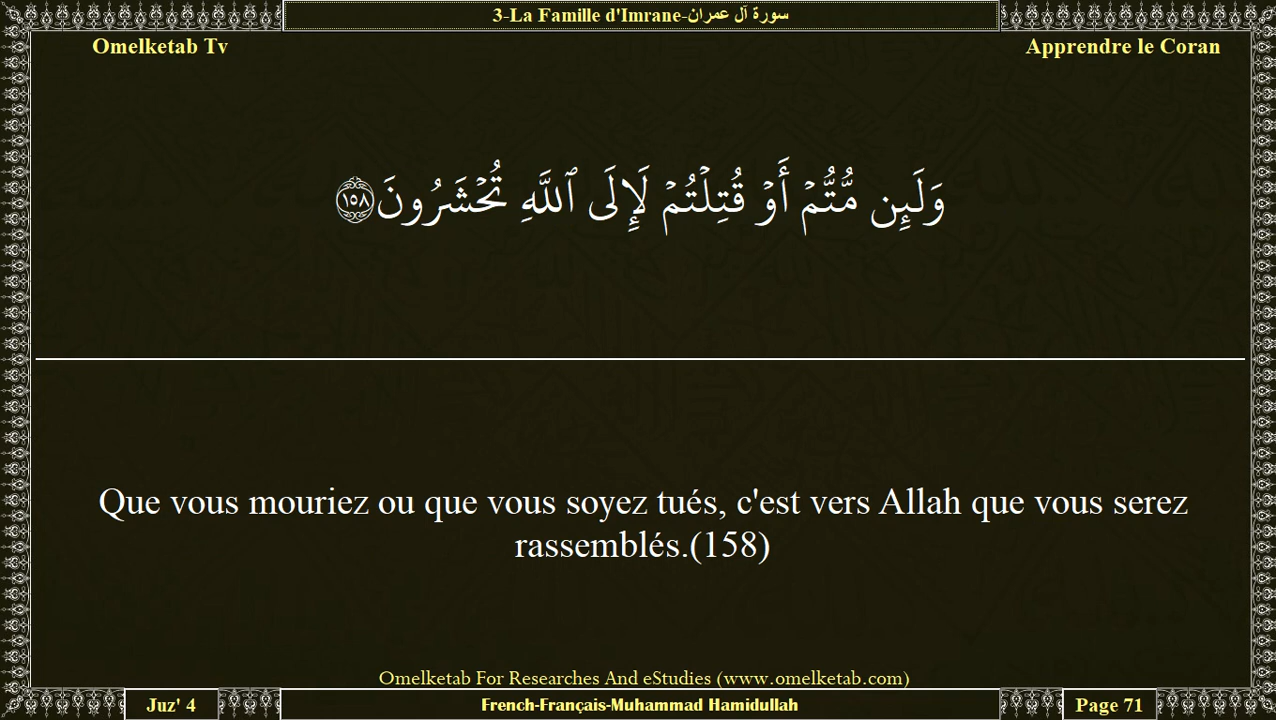 3-La Famille d'Imrane-سورة آل عمران
Omelketab Tv
Apprendre le Coran
وَلَئِن مُّتُّمۡ أَوۡ قُتِلۡتُمۡ لَإِلَى ٱللَّهِ تُحۡشَرُونَ ١٥٨
Que vous mouriez ou que vous soyez tués, c'est vers Allah que vous serez
rassemblés.(158)
Omelketab For Researches And eStudies (www.omelketab.com)
Juz' 4
French-Français-Muhammad Hamidullah
Page 71